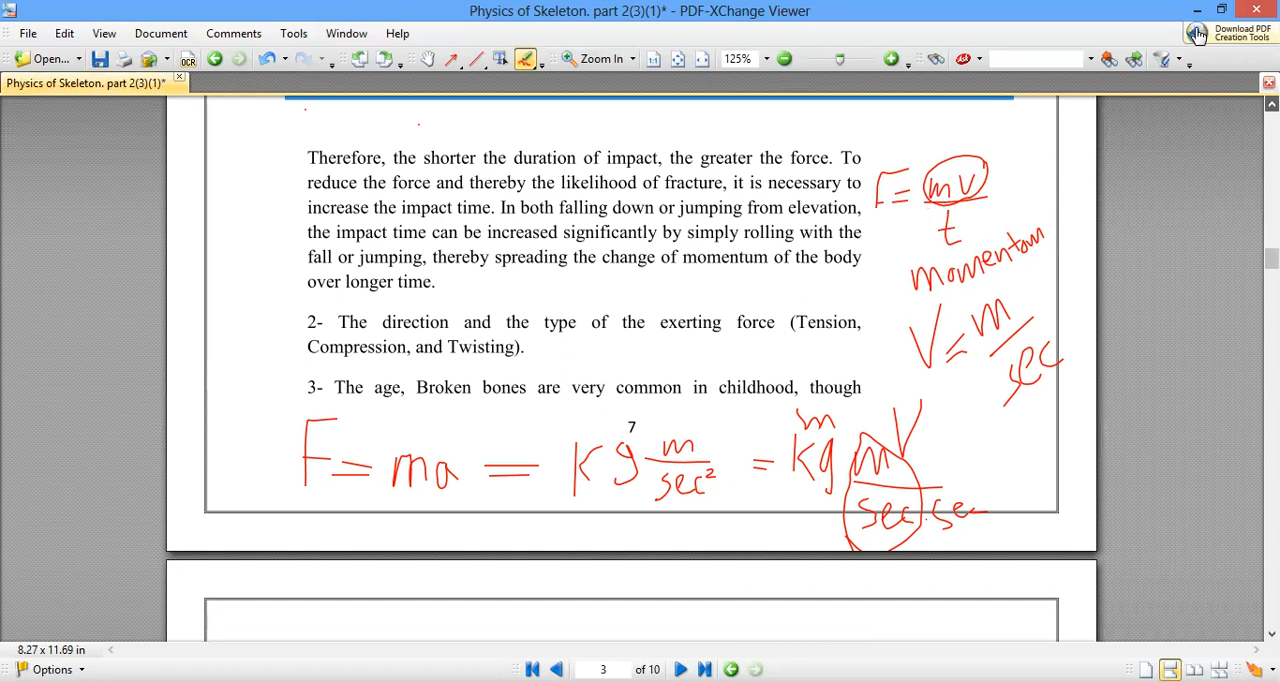 Physics of Skeleton. part 2(3)(1)* - PDF-XChange Viewer
File Edit View Document Comments Tools Window Help
Download PDF Creation Tools
Open... OCR Zoom In 125%
Physics of Skeleton. part 2(3)(1)*
Therefore, the shorter the duration of impact, the greater the force. To
reduce the force and thereby the likelihood of fracture, it is necessary to
increase the impact time. In both falling down or jumping from elevation,
the impact time can be increased significantly by simply rolling with the
fall or jumping, thereby spreading the change of momentum of the body
over longer time.
F = mv
t
momentom
V = m
sec
2- The direction and the type of the exerting force (Tension,
Compression, and Twisting).
3- The age, Broken bones are very common in childhood, though
7
F = ma = Kg m/sec² = kg m/sec.sec
m V
8.27 x 11.69 in
Options 3 of 10